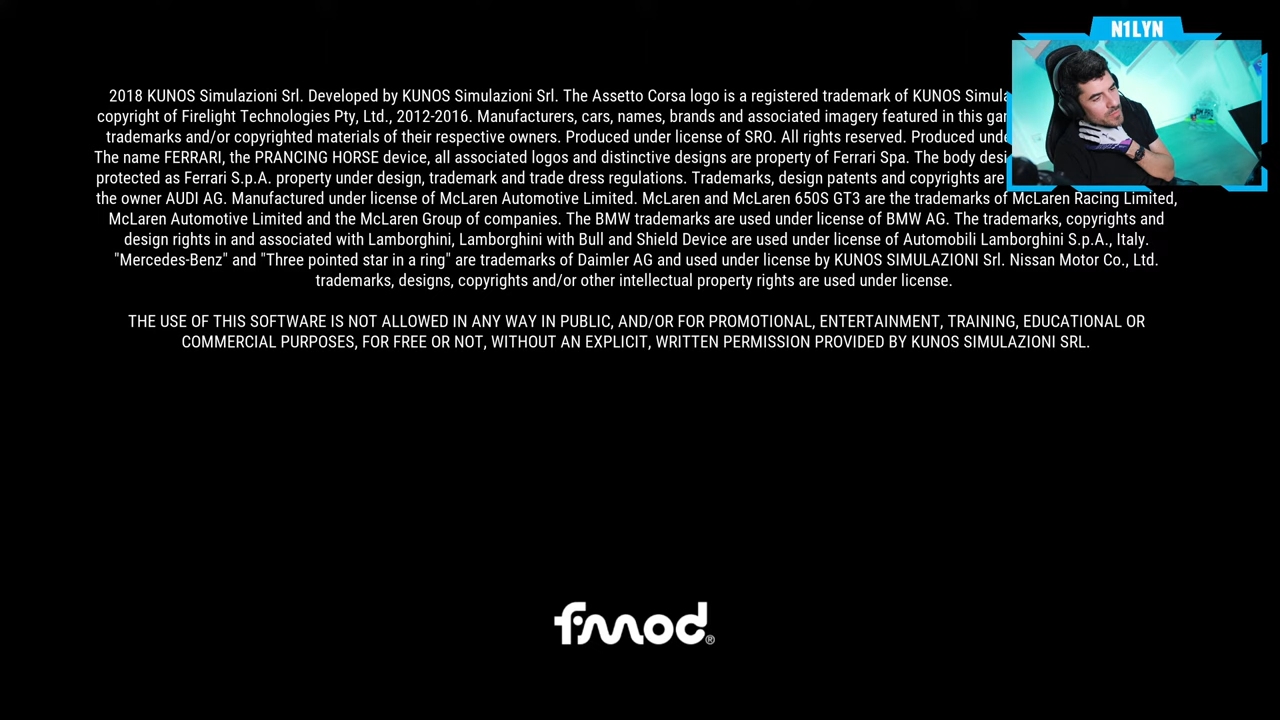 N1LYN
2018 KUNOS Simulazioni Srl. Developed by KUNOS Simulazioni Srl. The Assetto Corsa logo is a registered trademark of KUNOS
copyright of Firelight Technologies Pty, Ltd., 2012-2016. Manufacturers, cars, names, brands and associated imagery featured in this
trademarks and/or copyrighted materials of their respective owners. Produced under license of SRO. All rights reserved. Produced
The name FERRARI, the PRANCING HORSE device, all associated logos and distinctive designs are property of Ferrari Spa. The body
protected as Ferrari S.p.A. property under design, trademark and trade dress regulations. Trademarks, design patents and copyrights are
the owner AUDI AG. Manufactured under license of McLaren Automotive Limited. McLaren and McLaren 650S GT3 are the trademarks of McLaren Racing Limited,
McLaren Automotive Limited and the McLaren Group of companies. The BMW trademarks are used under license of BMW AG. The trademarks, copyrights and
design rights in and associated with Lamborghini, Lamborghini with Bull and Shield Device are used under license of Automobili Lamborghini S.p.A., Italy.
"Mercedes-Benz" and "Three pointed star in a ring" are trademarks of Daimler AG and used under license by KUNOS SIMULAZIONI Srl. Nissan Motor Co., Ltd.
trademarks, designs, copyrights and/or other intellectual property rights are used under license.
THE USE OF THIS SOFTWARE IS NOT ALLOWED IN ANY WAY IN PUBLIC, AND/OR FOR PROMOTIONAL, ENTERTAINMENT, TRAINING, EDUCATIONAL OR
COMMERCIAL PURPOSES, FOR FREE OR NOT, WITHOUT AN EXPLICIT, WRITTEN PERMISSION PROVIDED BY KUNOS SIMULAZIONI SRL.
fmod®